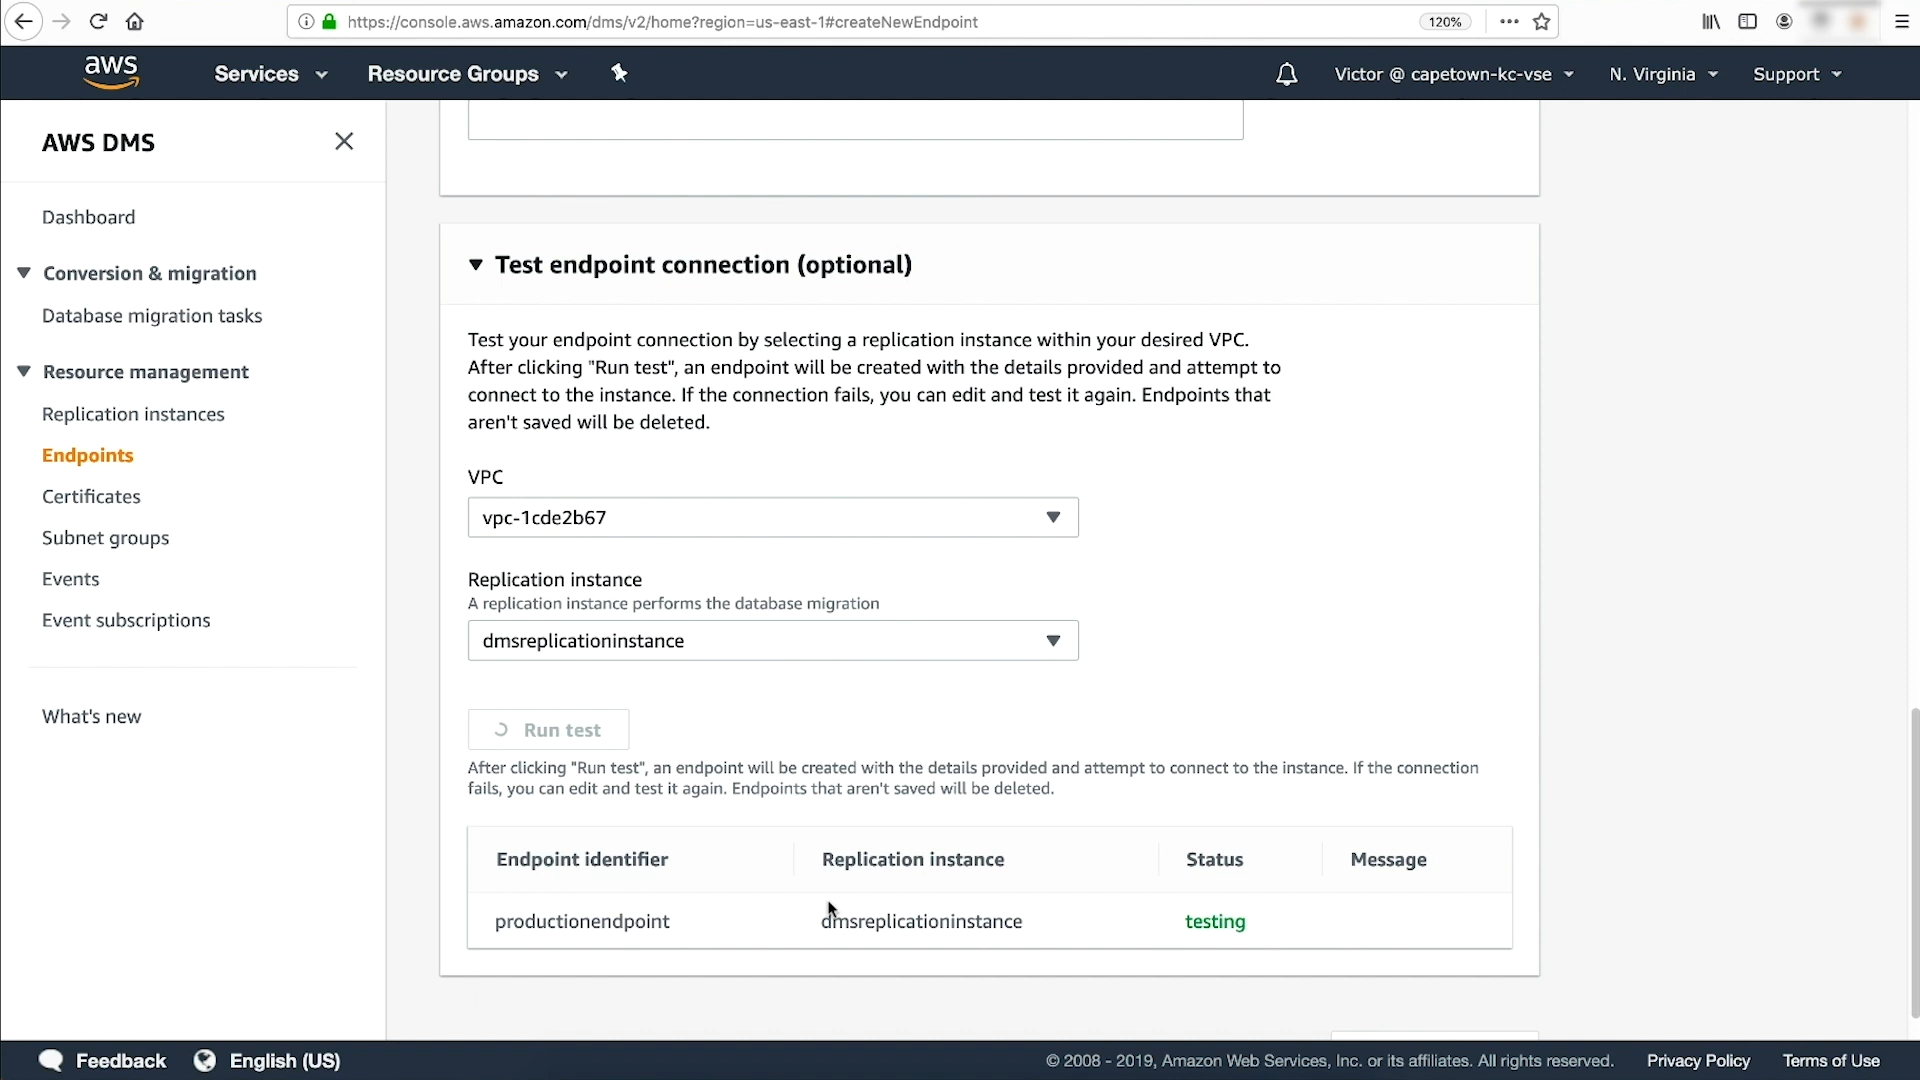 https://console.aws.amazon.com/dms/v2/home?region=us-east-1#createNewEndpoint
120%
aws
Services
Resource Groups
Victor @ capetown-kc-vse
N. Virginia
Support
AWS DMS
Dashboard
Conversion & migration
Database migration tasks
Resource management
Replication instances
Endpoints
Certificates
Subnet groups
Events
Event subscriptions
What's new
Test endpoint connection (optional)
Test your endpoint connection by selecting a replication instance within your desired VPC.
After clicking "Run test", an endpoint will be created with the details provided and attempt to
connect to the instance. If the connection fails, you can edit and test it again. Endpoints that
aren't saved will be deleted.
VPC
vpc-1cde2b67
Replication instance
A replication instance performs the database migration
dmsreplicationinstance
Run test
After clicking "Run test", an endpoint will be created with the details provided and attempt to connect to the instance. If the connection
fails, you can edit and test it again. Endpoints that aren't saved will be deleted.
Endpoint identifier
Replication instance
Status
Message
productionendpoint
dmsreplicationinstance
testing
Feedback
English (US)
© 2008 - 2019, Amazon Web Services, Inc. or its affiliates. All rights reserved.
Privacy Policy
Terms of Use